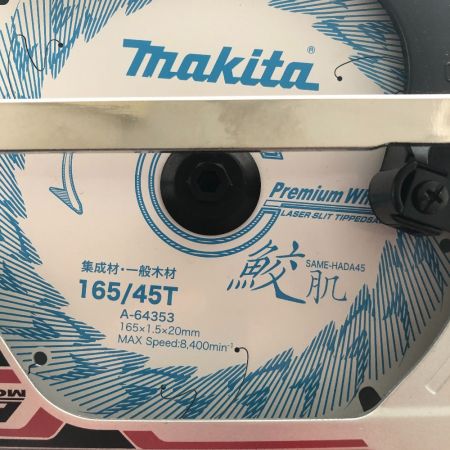 makita®
Premium Wh
LASER SLIT TIPPEDSA
鮫肌
SAME-HADA45
集成材・一般木材
165/45T
A-64353
165×1.5×20mm
MAX Speed:8,400min⁻¹